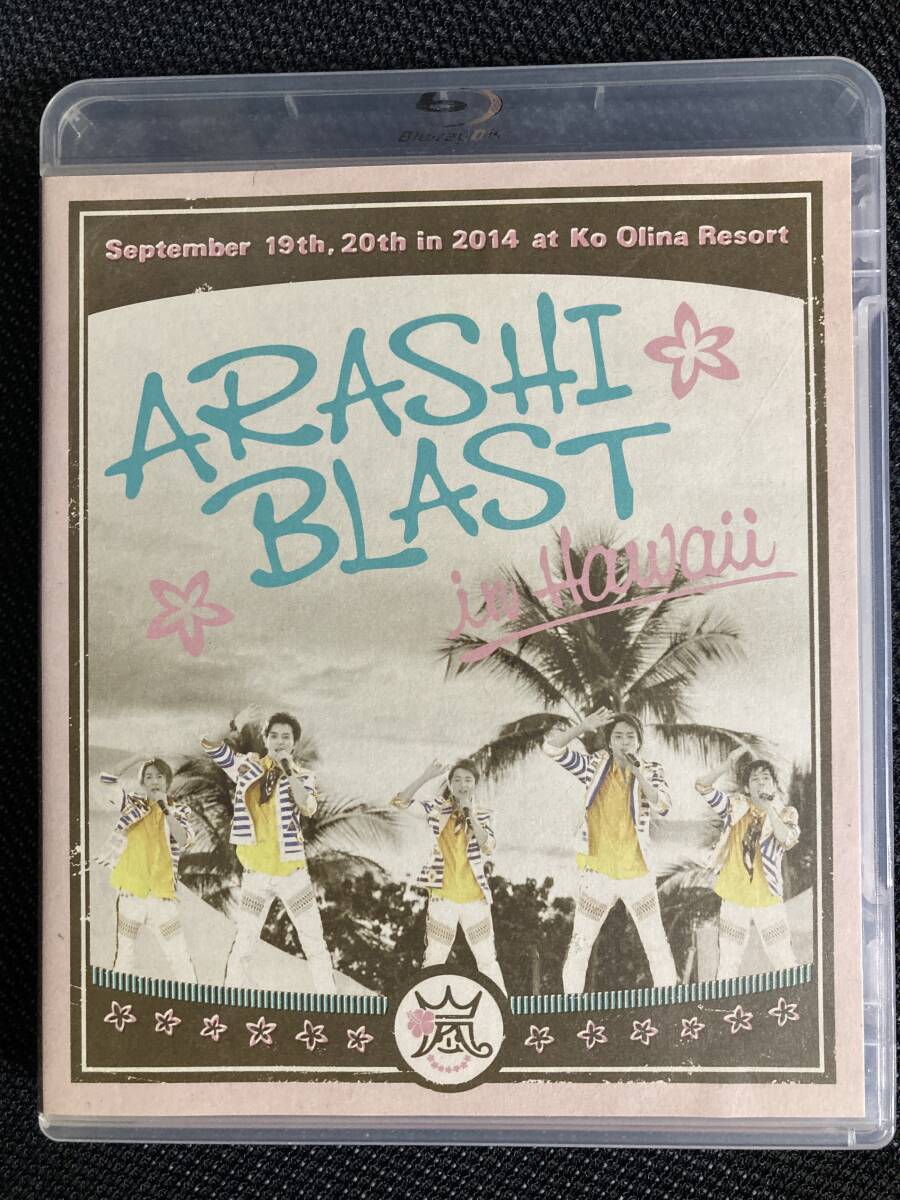 Blu-ray Disc
September 19th, 20th in 2014 at Ko Olina Resort
ARASHI
BLAST
in Hawaii
嵐